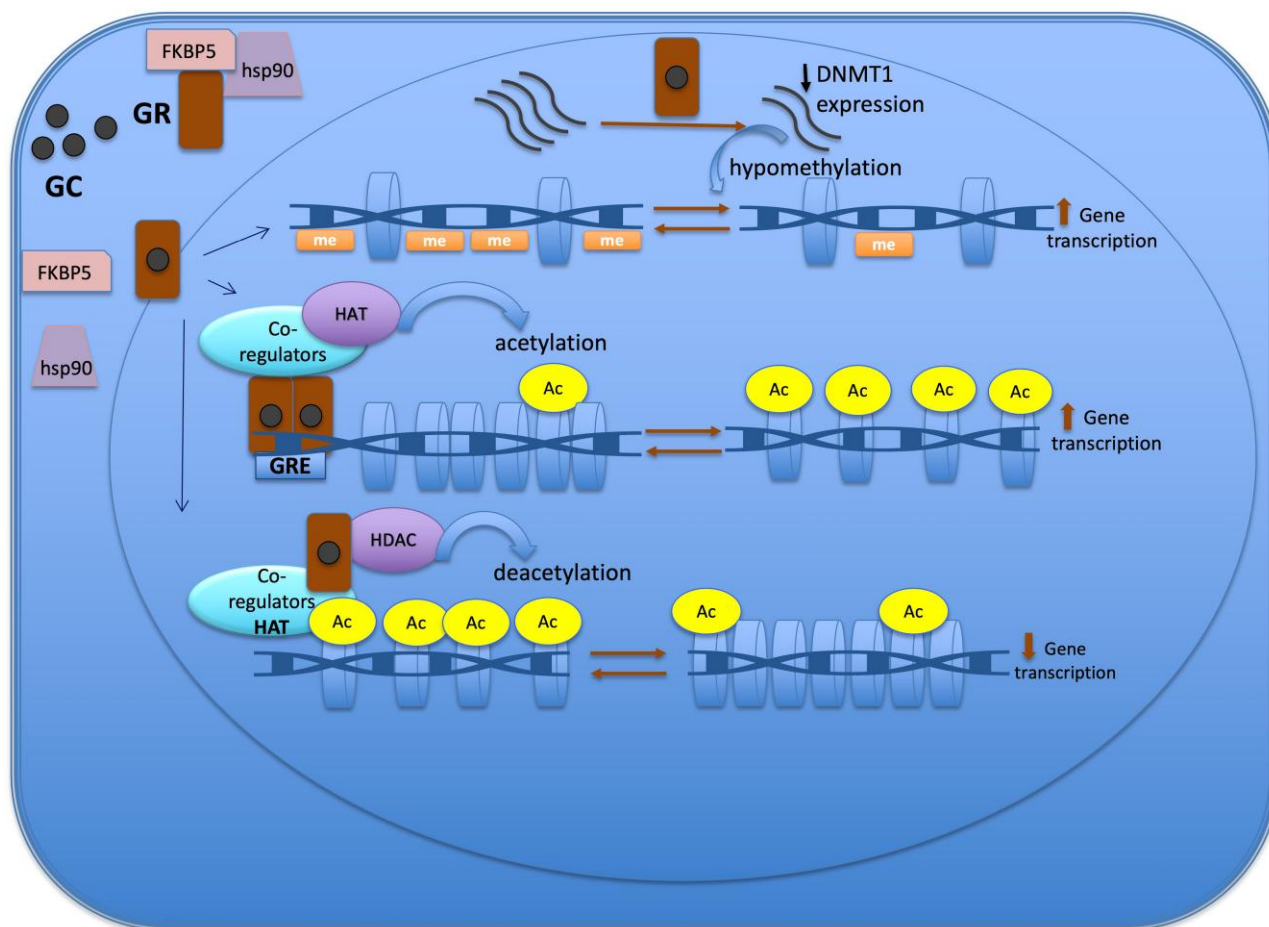 FKBP5
hsp90
GR
GC
DNMT1
expression
hypomethylation
me
me
me
me
me
Gene
transcription
FKBP5
hsp90
HAT
Co-
regulators
acetylation
Ac
Ac
Ac
Ac
Ac
Gene
transcription
GRE
HDAC
deacetylation
Co-
regulators
HAT
Ac
Ac
Ac
Ac
Ac
Ac
Gene
transcription